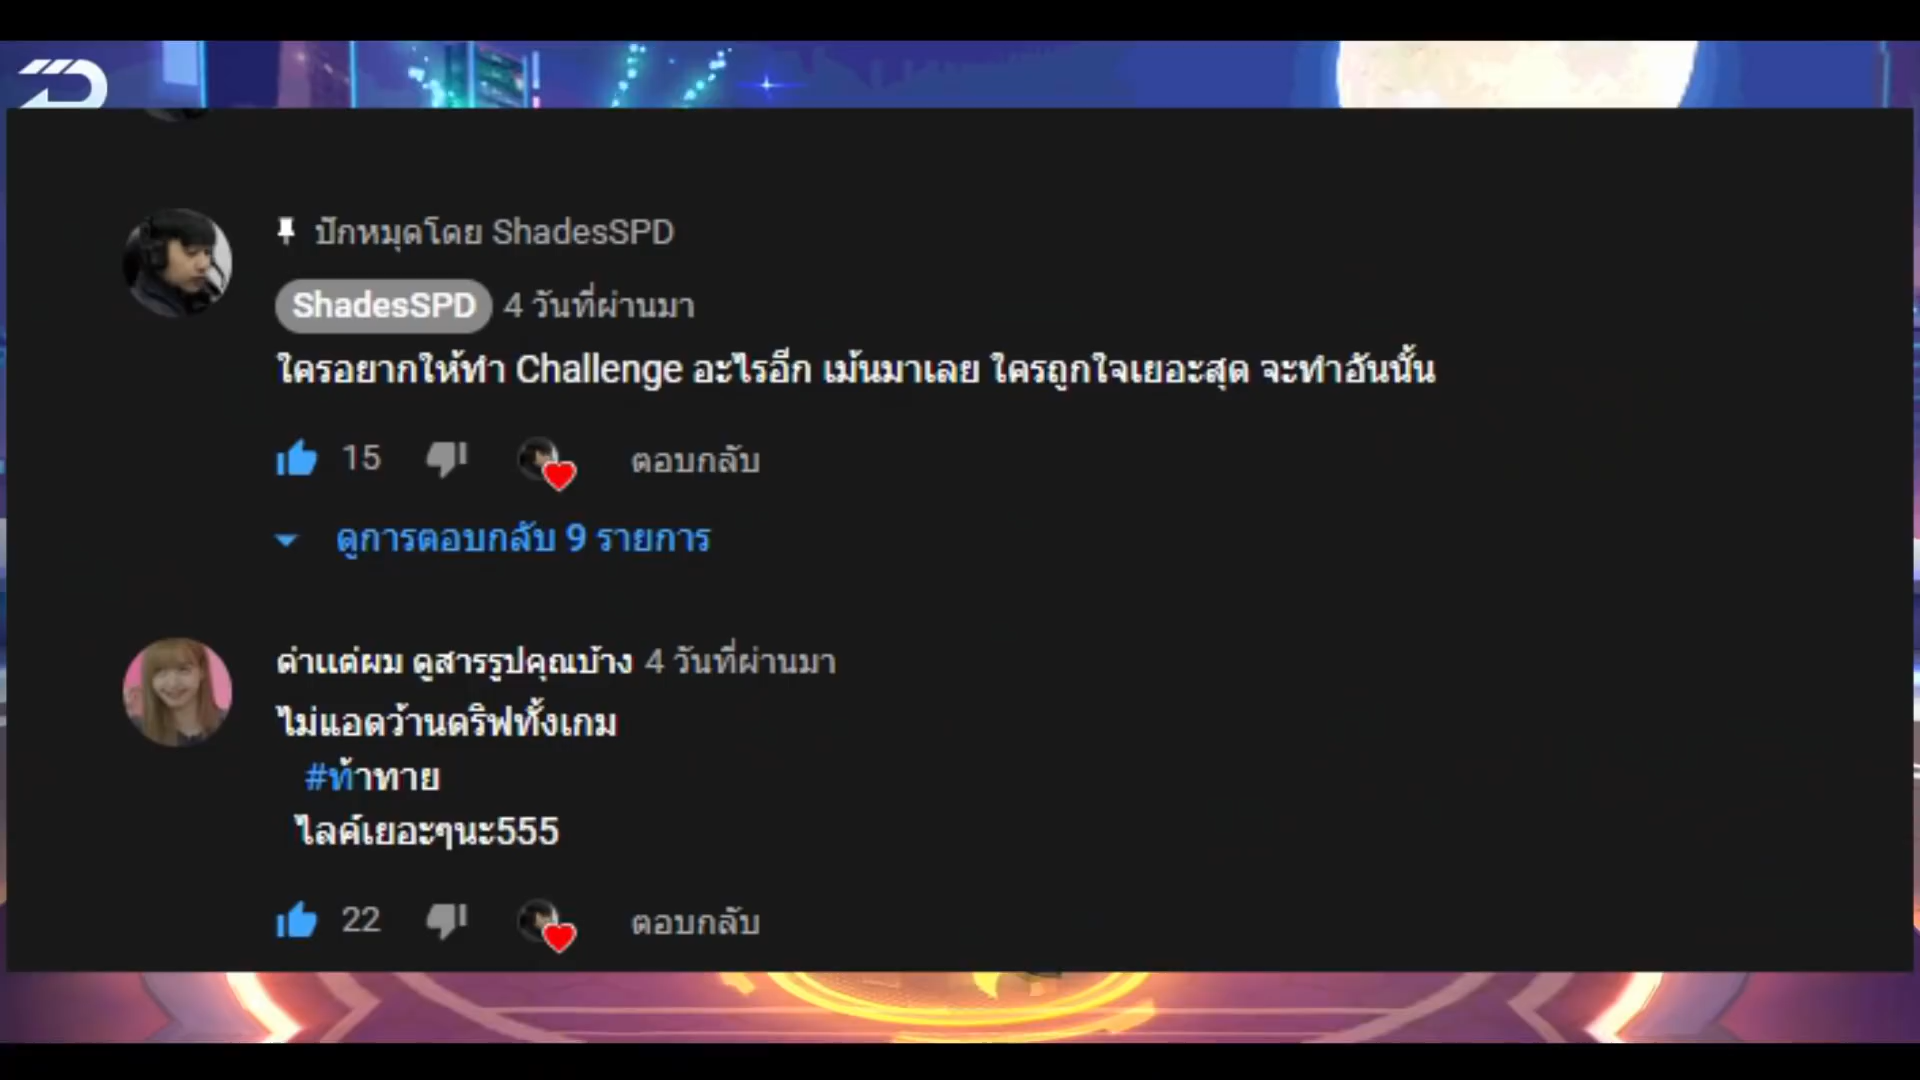 ปักหมุดโดย ShadesSPD
ShadesSPD 4 วันที่ผ่านมา
ใครอยากให้ทำ Challenge อะไรอีก เม้นมาเลย ใครถูกใจเยอะสุด จะทำอันนั้น
15 ตอบกลับ
ดูการตอบกลับ 9 รายการ
ด่าแต่ผม ดูสารรูปคุณบ้าง 4 วันที่ผ่านมา
ไม่แอดว้านดริฟทั้งเกม
#ท้าทาย
ไลค์เยอะๆนะ555
22 ตอบกลับ